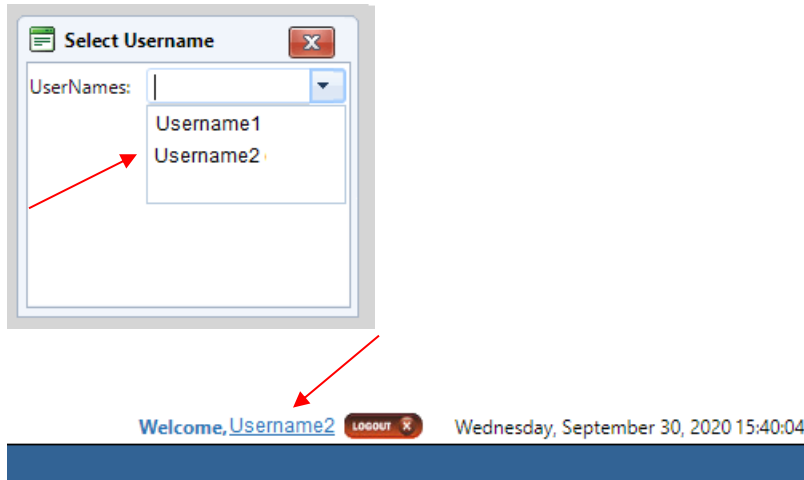 Select Username
UserNames:
Username1
Username2
Welcome, Username2 LOGOUT Wednesday, September 30, 2020 15:40:04